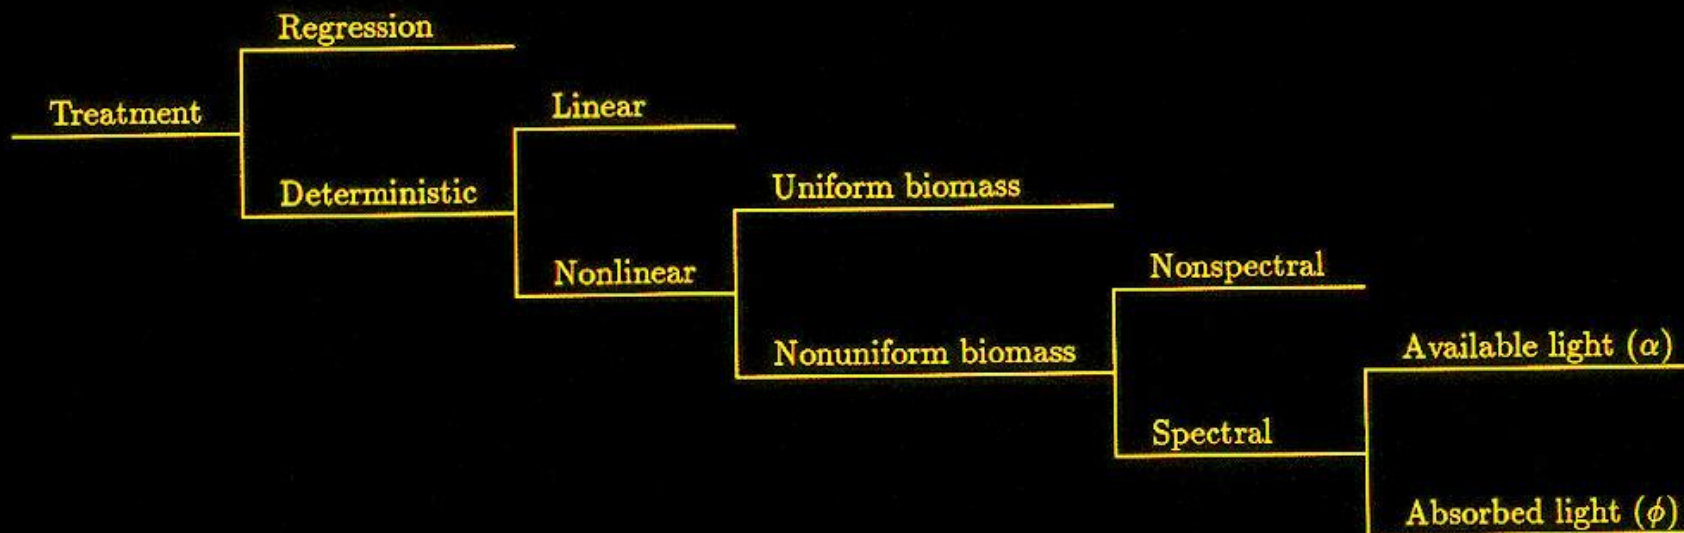 Regression
Treatment
Linear
Deterministic
Uniform biomass
Nonlinear
Nonspectral
Nonuniform biomass
Available light (α)
Spectral
Absorbed light (ϕ)